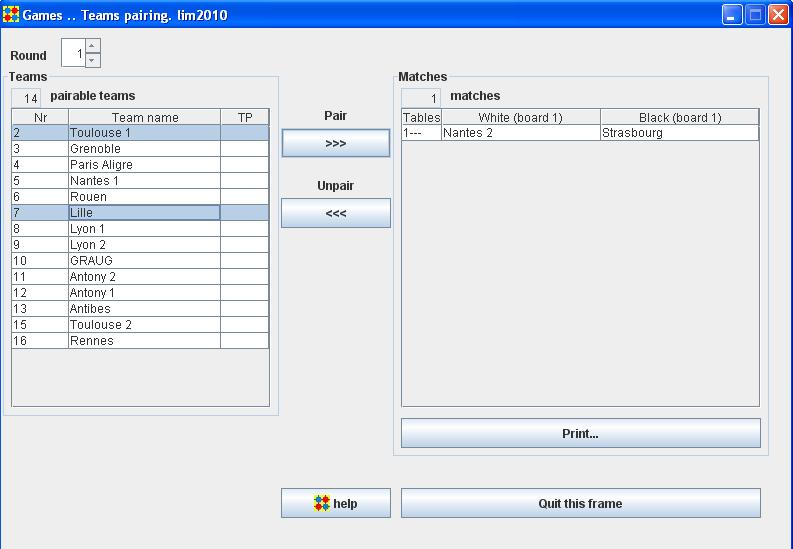 Games .. Teams pairing. lim2010
Round 1
Teams
14 pairable teams
Nr Team name TP
2 Toulouse 1
3 Grenoble
4 Paris Aligre
5 Nantes 1
6 Rouen
7 Lille
8 Lyon 1
9 Lyon 2
10 GRAUG
11 Antony 2
12 Antony 1
13 Antibes
15 Toulouse 2
16 Rennes
Pair
>>>
Unpair
<<<
Matches
1 matches
Tables White (board 1) Black (board 1)
1--- Nantes 2 Strasbourg
Print...
help
Quit this frame